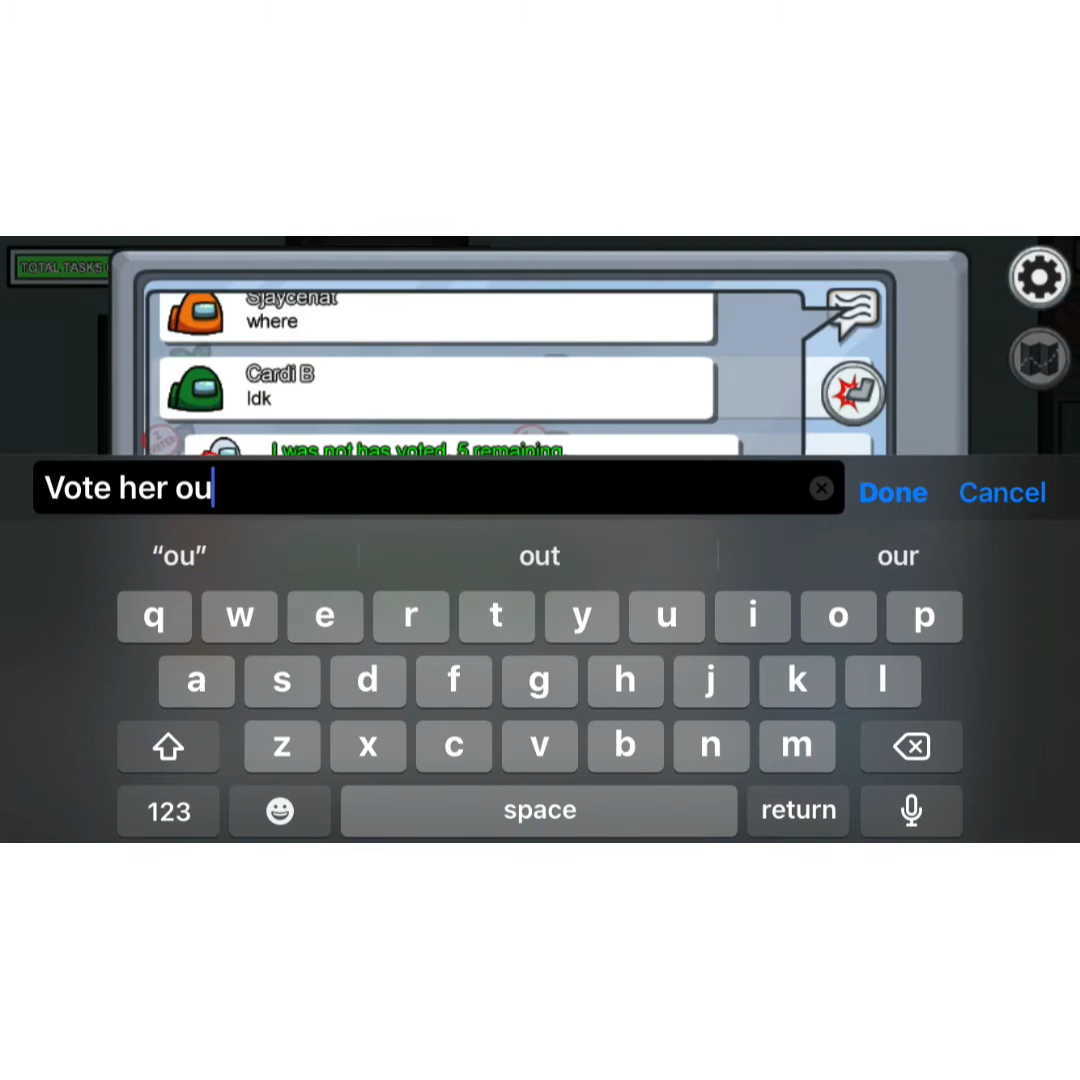 TOTAL TASKS
Sjaycenat
where
Cardi B
Idk
I was not has voted. 5 remaining.
Vote her ou
Done
Cancel
“ou”
out
our
q w e r t y u i o p
a s d f g h j k l
z x c v b n m
123
space
return